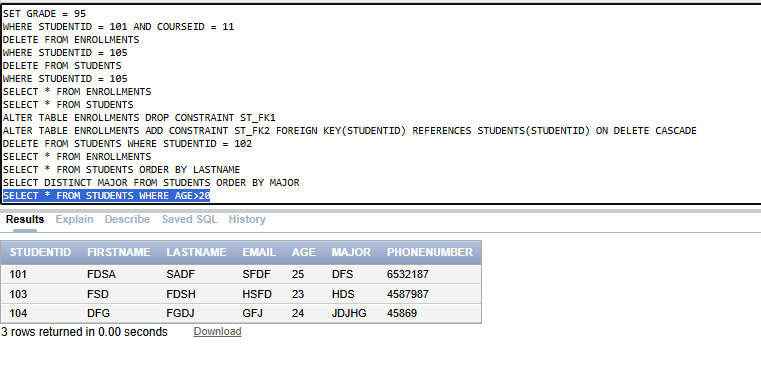 SET GRADE = 95
WHERE STUDENTID = 101 AND COURSEID = 11
DELETE FROM ENROLLMENTS
WHERE STUDENTID = 105
DELETE FROM STUDENTS
WHERE STUDENTID = 105
SELECT * FROM ENROLLMENTS
SELECT * FROM STUDENTS
ALTER TABLE ENROLLMENTS DROP CONSTRAINT ST_FK1
ALTER TABLE ENROLLMENTS ADD CONSTRAINT ST_FK2 FOREIGN KEY(STUDENTID) REFERENCES STUDENTS(STUDENTID) ON DELETE CASCADE
DELETE FROM STUDENTS WHERE STUDENTID = 102
SELECT * FROM ENROLLMENTS
SELECT * FROM STUDENTS ORDER BY LASTNAME
SELECT DISTINCT MAJOR FROM STUDENTS ORDER BY MAJOR
SELECT * FROM STUDENTS WHERE AGE>20
Results Explain Describe Saved SQL History
STUDENTID FIRSTNAME LASTNAME EMAIL AGE MAJOR PHONENUMBER
101 FDSA SADF SFDF 25 DFS 6532187
103 FSD FDSH HSFD 23 HDS 4587987
104 DFG FGDJ GFJ 24 JDJHG 45869
3 rows returned in 0.00 seconds Download